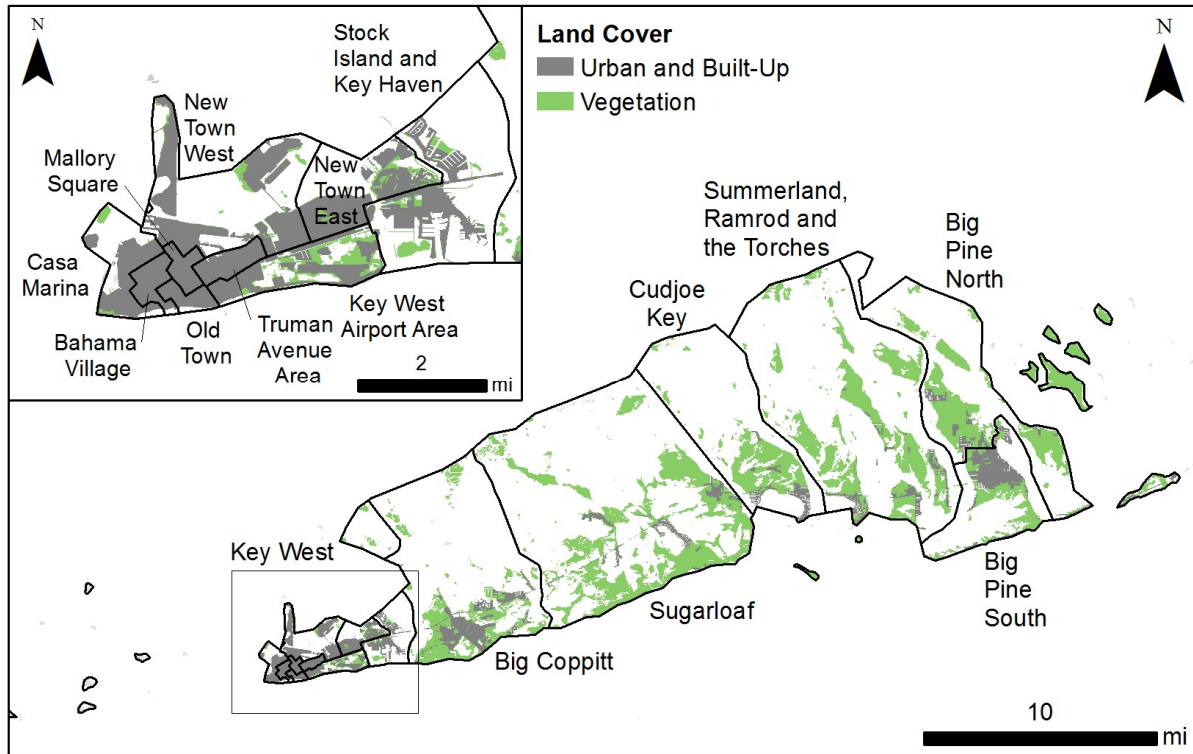 N
Stock
Island and
Key Haven
New
Town
West
Mallory
Square
New
Town
East
Casa
Marina
Bahama
Village
Old
Town
Truman
Avenue
Area
Key West
Airport Area
2
mi
Land Cover
Urban and Built-Up
Vegetation
N
Summerland,
Ramrod and
the Torches
Big
Pine
North
Cudjoe
Key
Key West
Big Coppitt
Sugarloaf
Big
Pine
South
10
mi